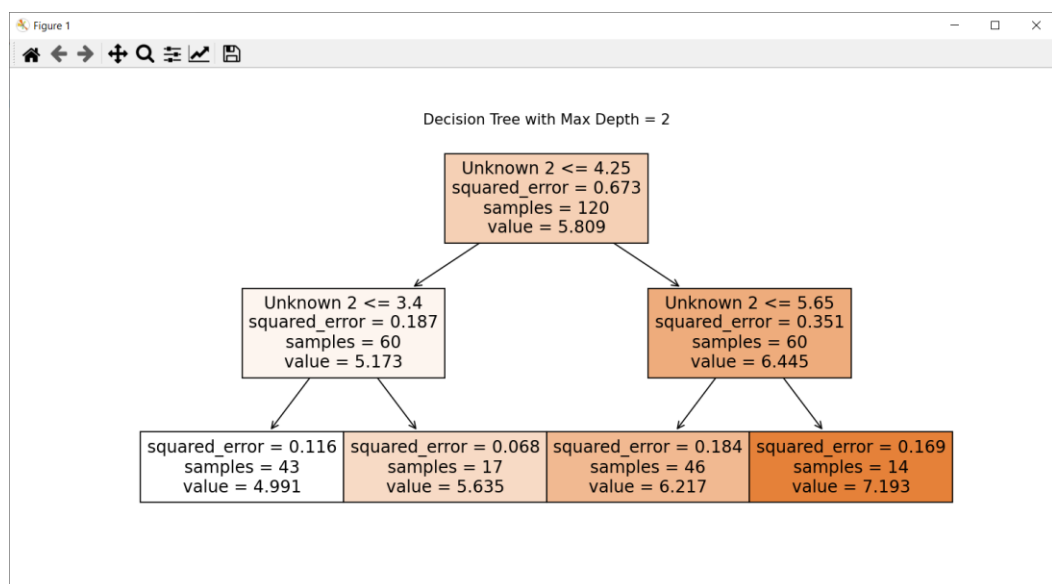 Figure 1
Decision Tree with Max Depth = 2
Unknown 2 <= 4.25
squared_error = 0.673
samples = 120
value = 5.809
Unknown 2 <= 3.4
squared_error = 0.187
samples = 60
value = 5.173
Unknown 2 <= 5.65
squared_error = 0.351
samples = 60
value = 6.445
squared_error = 0.116
samples = 43
value = 4.991
squared_error = 0.068
samples = 17
value = 5.635
squared_error = 0.184
samples = 46
value = 6.217
squared_error = 0.169
samples = 14
value = 7.193